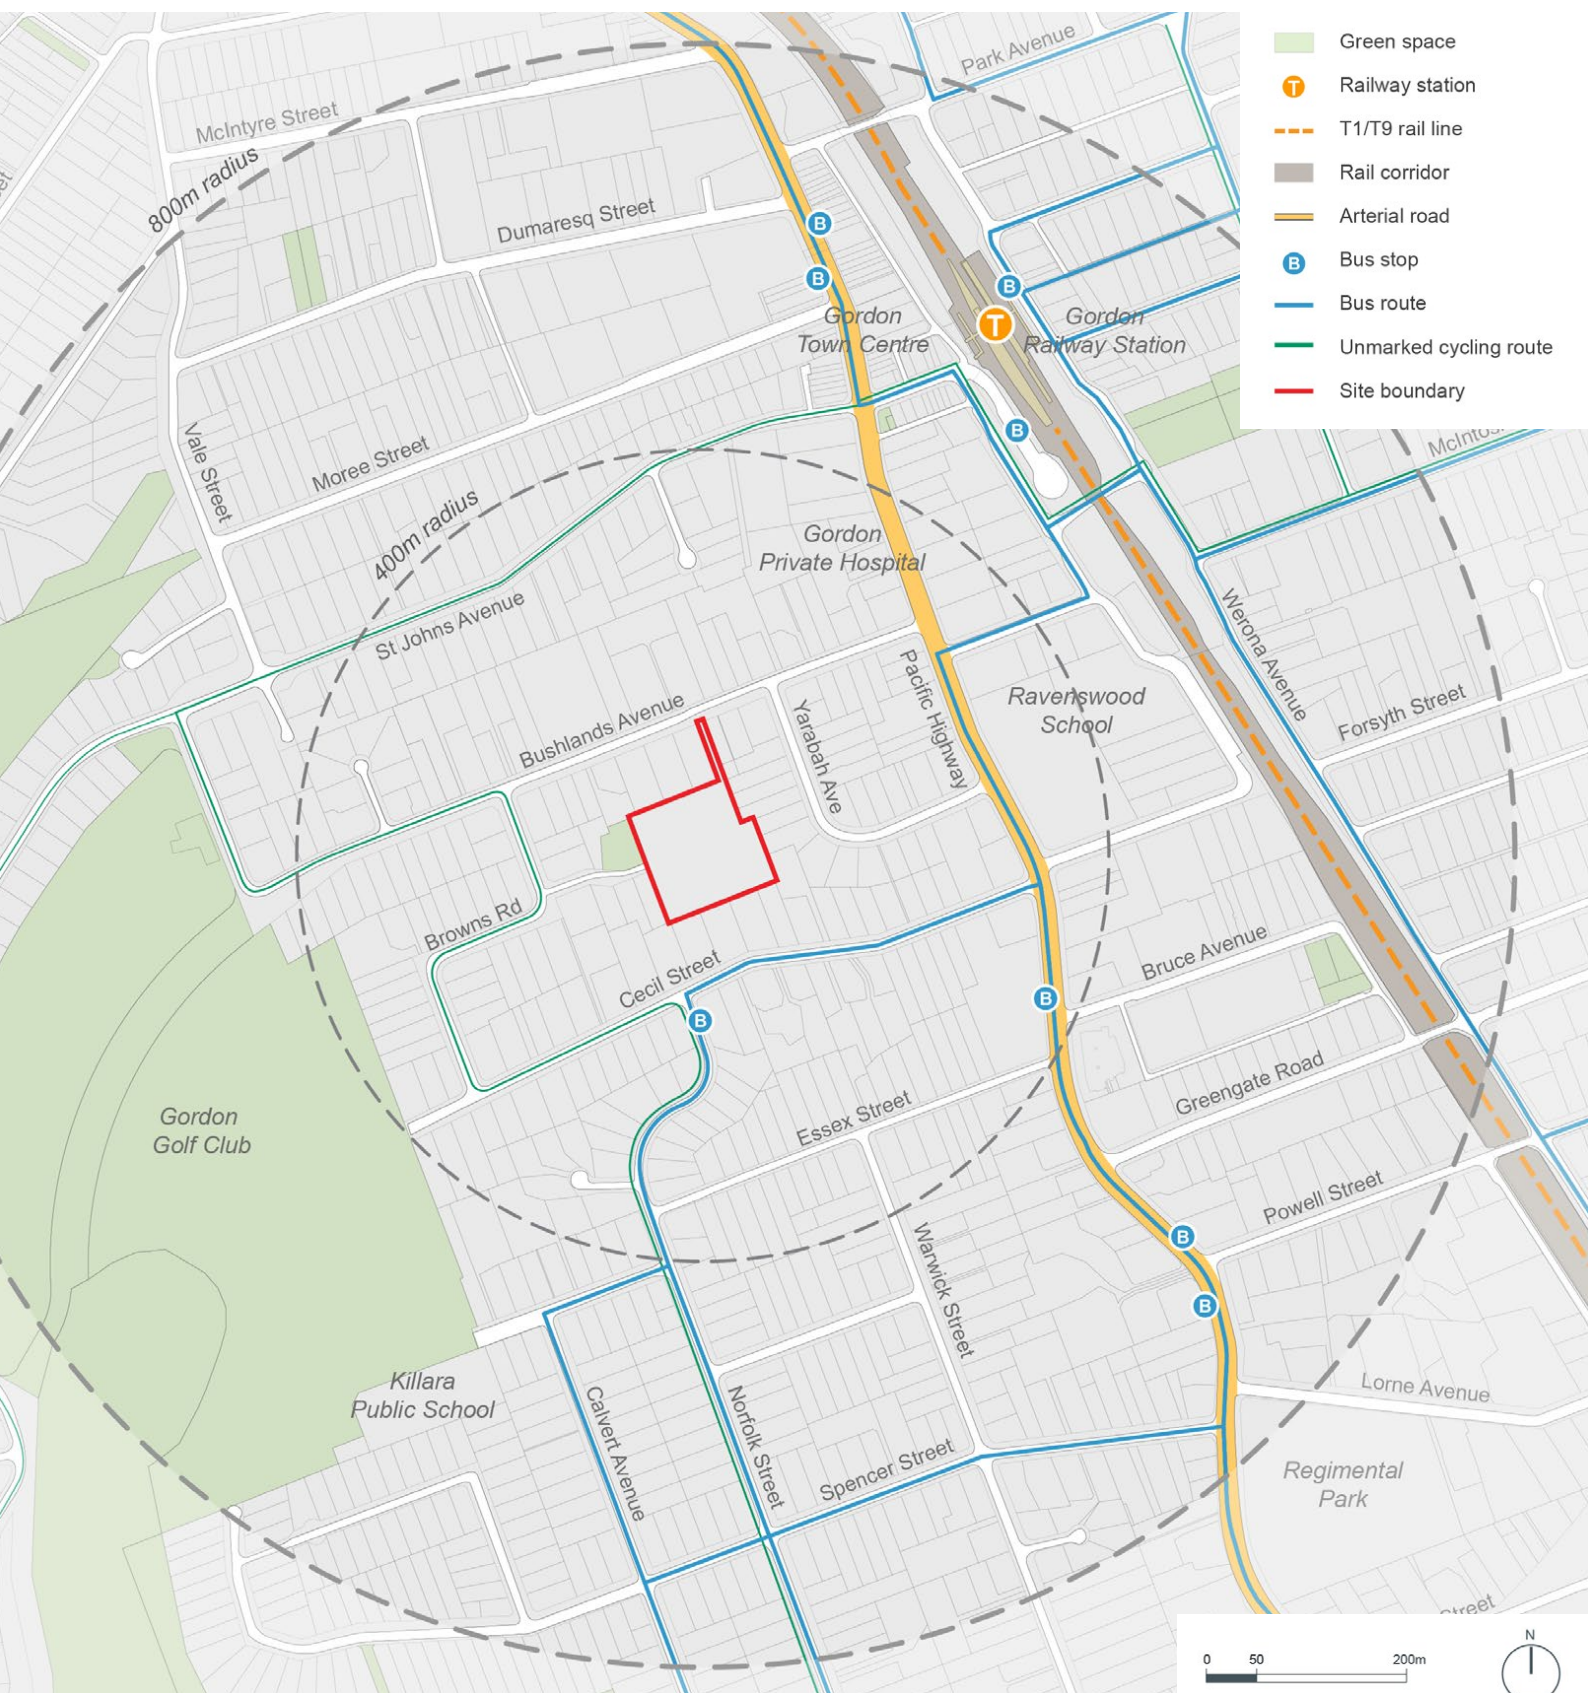 Green space
T
Railway station
T1/T9 rail line
Rail corridor
Arterial road
B
Bus stop
Bus route
Unmarked cycling route
Site boundary
Park Avenue
McIntyre Street
800m radius
Dumaresq Street
B
B
B
Gordon
Town Centre
T
Gordon
Railway Station
Vale Street
Moree Street
B
400m radius
Gordon
Private Hospital
St Johns Avenue
Werona Avenue
Pacific Highway
Ravenswood
School
Forsyth Street
Bushlands Avenue
Yarabah Ave
Browns Rd
Cecil Street
Bruce Avenue
B
B
Gordon
Golf Club
Essex Street
Greengate Road
Powell Street
B
Warwick Street
B
Killara
Public School
Calvert Avenue
Norfolk Street
Lorne Avenue
Spencer Street
Regimental
Park
Street
N
0 50 200m